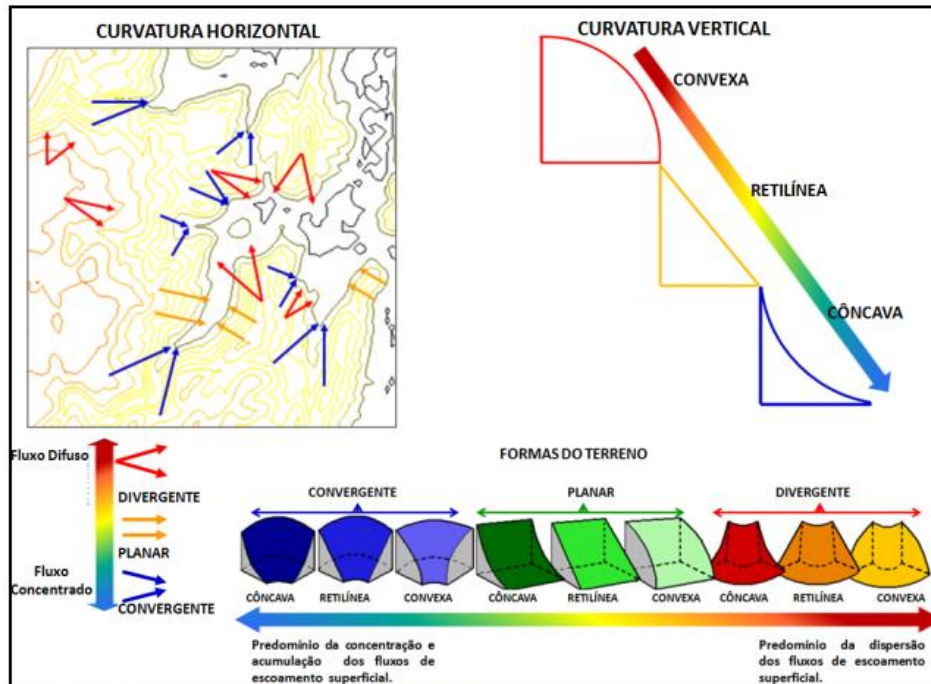 CURVATURA HORIZONTAL
CURVATURA VERTICAL
CONVEXA
RETILÍNEA
CÔNCAVA
Fluxo Difuso
DIVERGENTE
PLANAR
Fluxo
Concentrado
CONVERGENTE
FORMAS DO TERRENO
CONVERGENTE
PLANAR
DIVERGENTE
CÔNCAVA
RETILÍNEA
CONVEXA
CÔNCAVA
RETILÍNEA
CONVEXA
CÔNCAVA
RETILÍNEA
CONVEXA
Predomínio da concentração e
acumulação dos fluxos de
escoamento superficial.
Predomínio da dispersão
dos fluxos de escoamento
superficial.